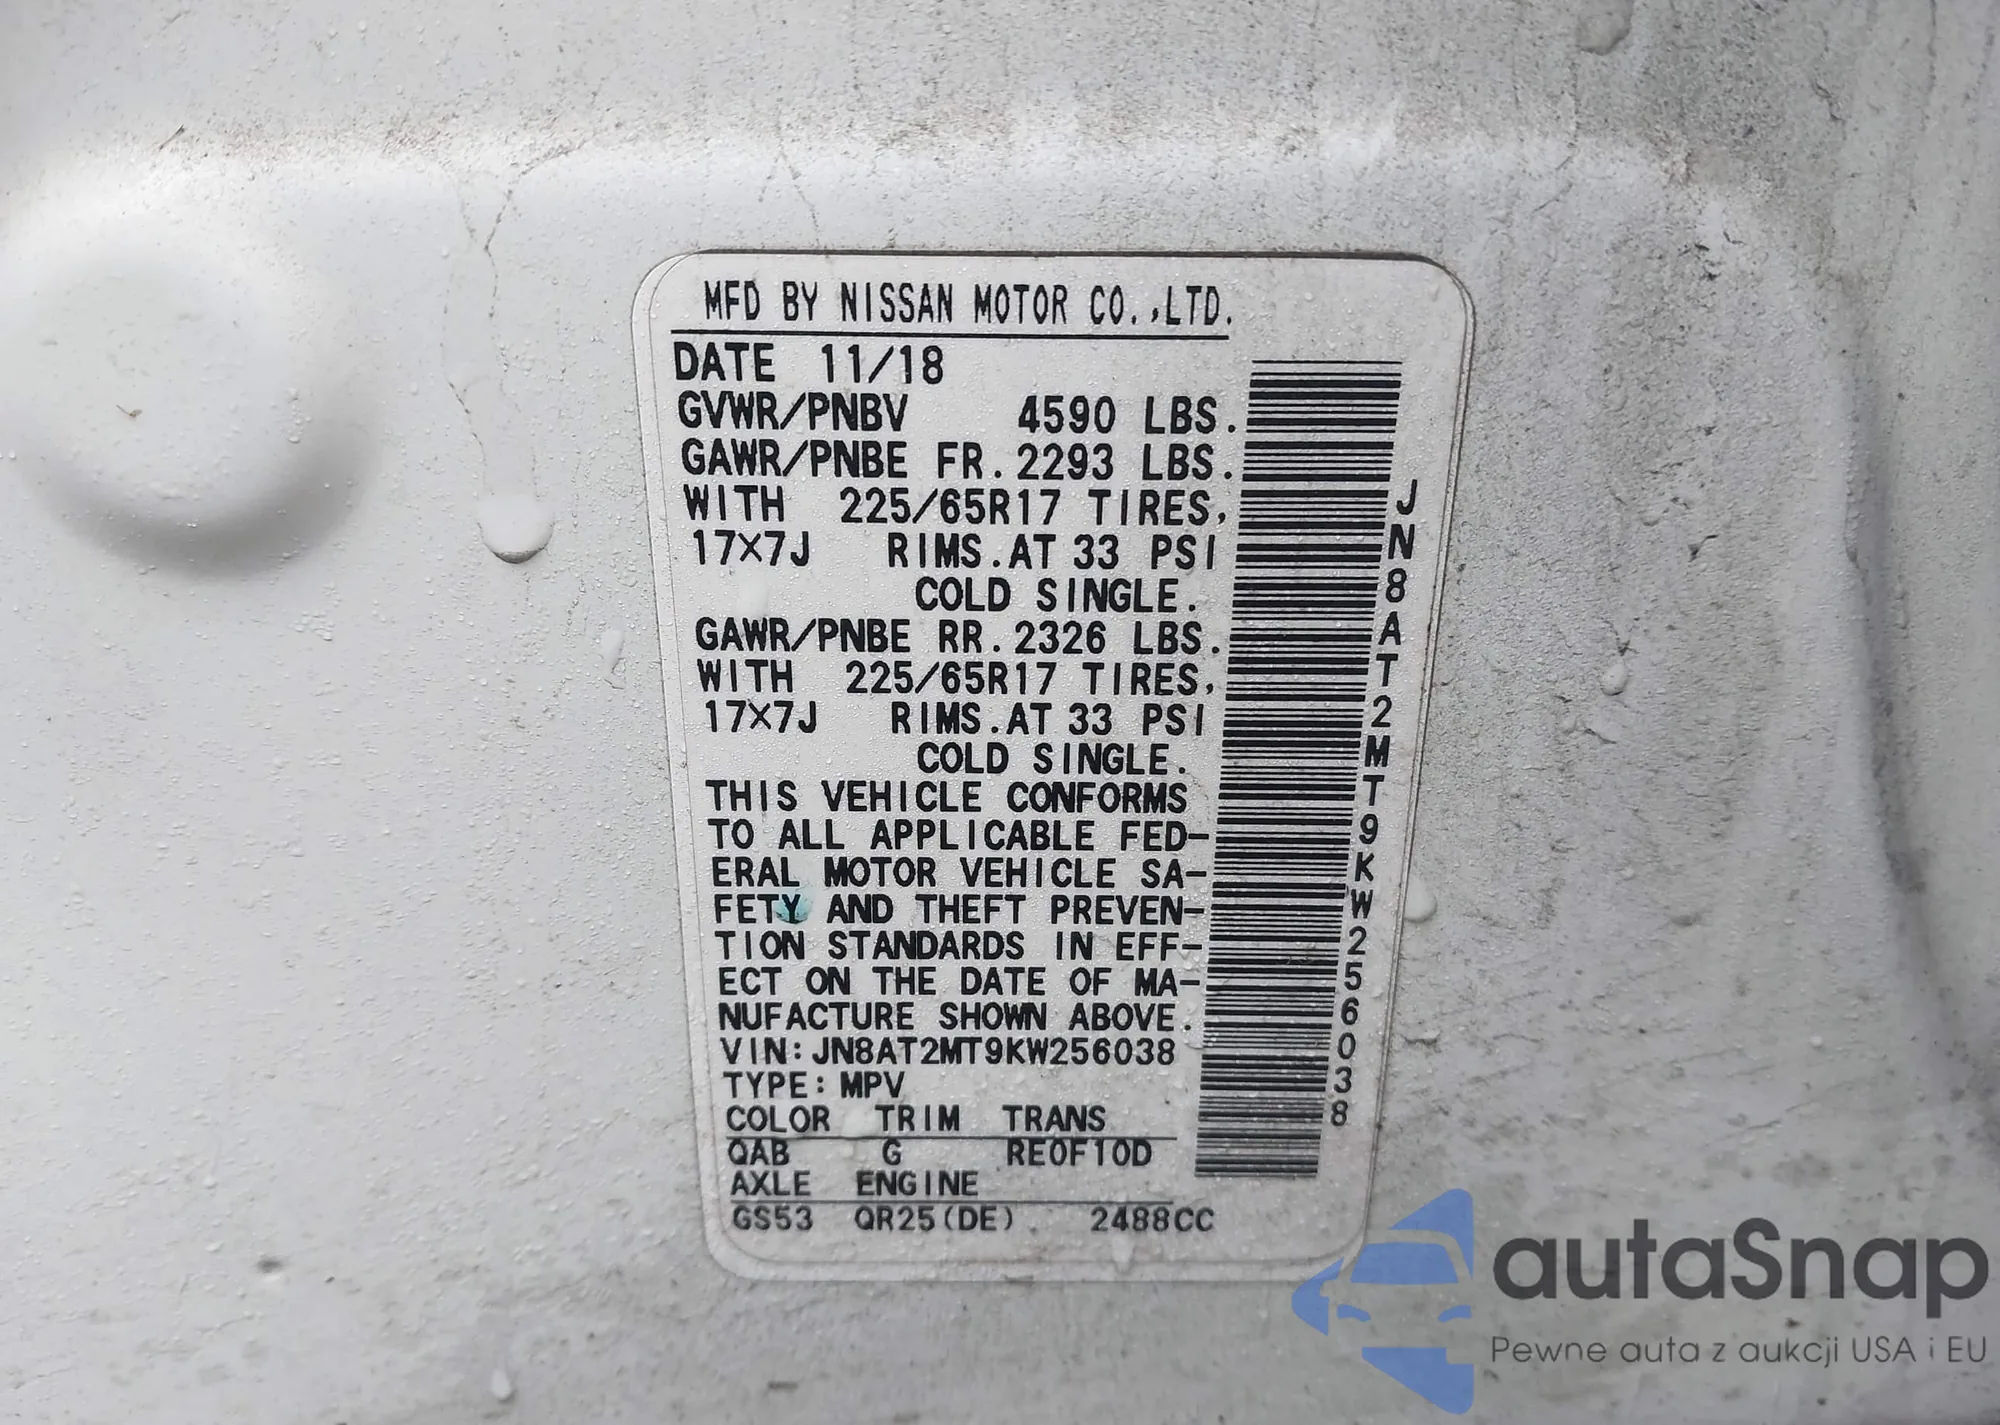 MFD BY NISSAN MOTOR CO.,LTD.
DATE 11/18
GVWR/PNBV 4590 LBS.
GAWR/PNBE FR. 2293 LBS.
WITH 225/65R17 TIRES,
17×7J RIMS. AT 33 PSI
COLD SINGLE.
GAWR/PNBE RR. 2326 LBS.
WITH 225/65R17 TIRES,
17×7J RIMS. AT 33 PSI
COLD SINGLE.
THIS VEHICLE CONFORMS
TO ALL APPLICABLE FED-
ERAL MOTOR VEHICLE SA-
FETY AND THEFT PREVEN-
TION STANDARDS IN EFF-
ECT ON THE DATE OF MA-
NUFACTURE SHOWN ABOVE.
VIN: JN8AT2MT9KW256038
TYPE: MPV
COLOR TRIM TRANS
QAB G RE0F10D
AXLE ENGINE
GS53 QR25(DE) 2488CC
JN8AT2MT9KW256038
autaSnap
Pewne auta z aukcji USA i EU